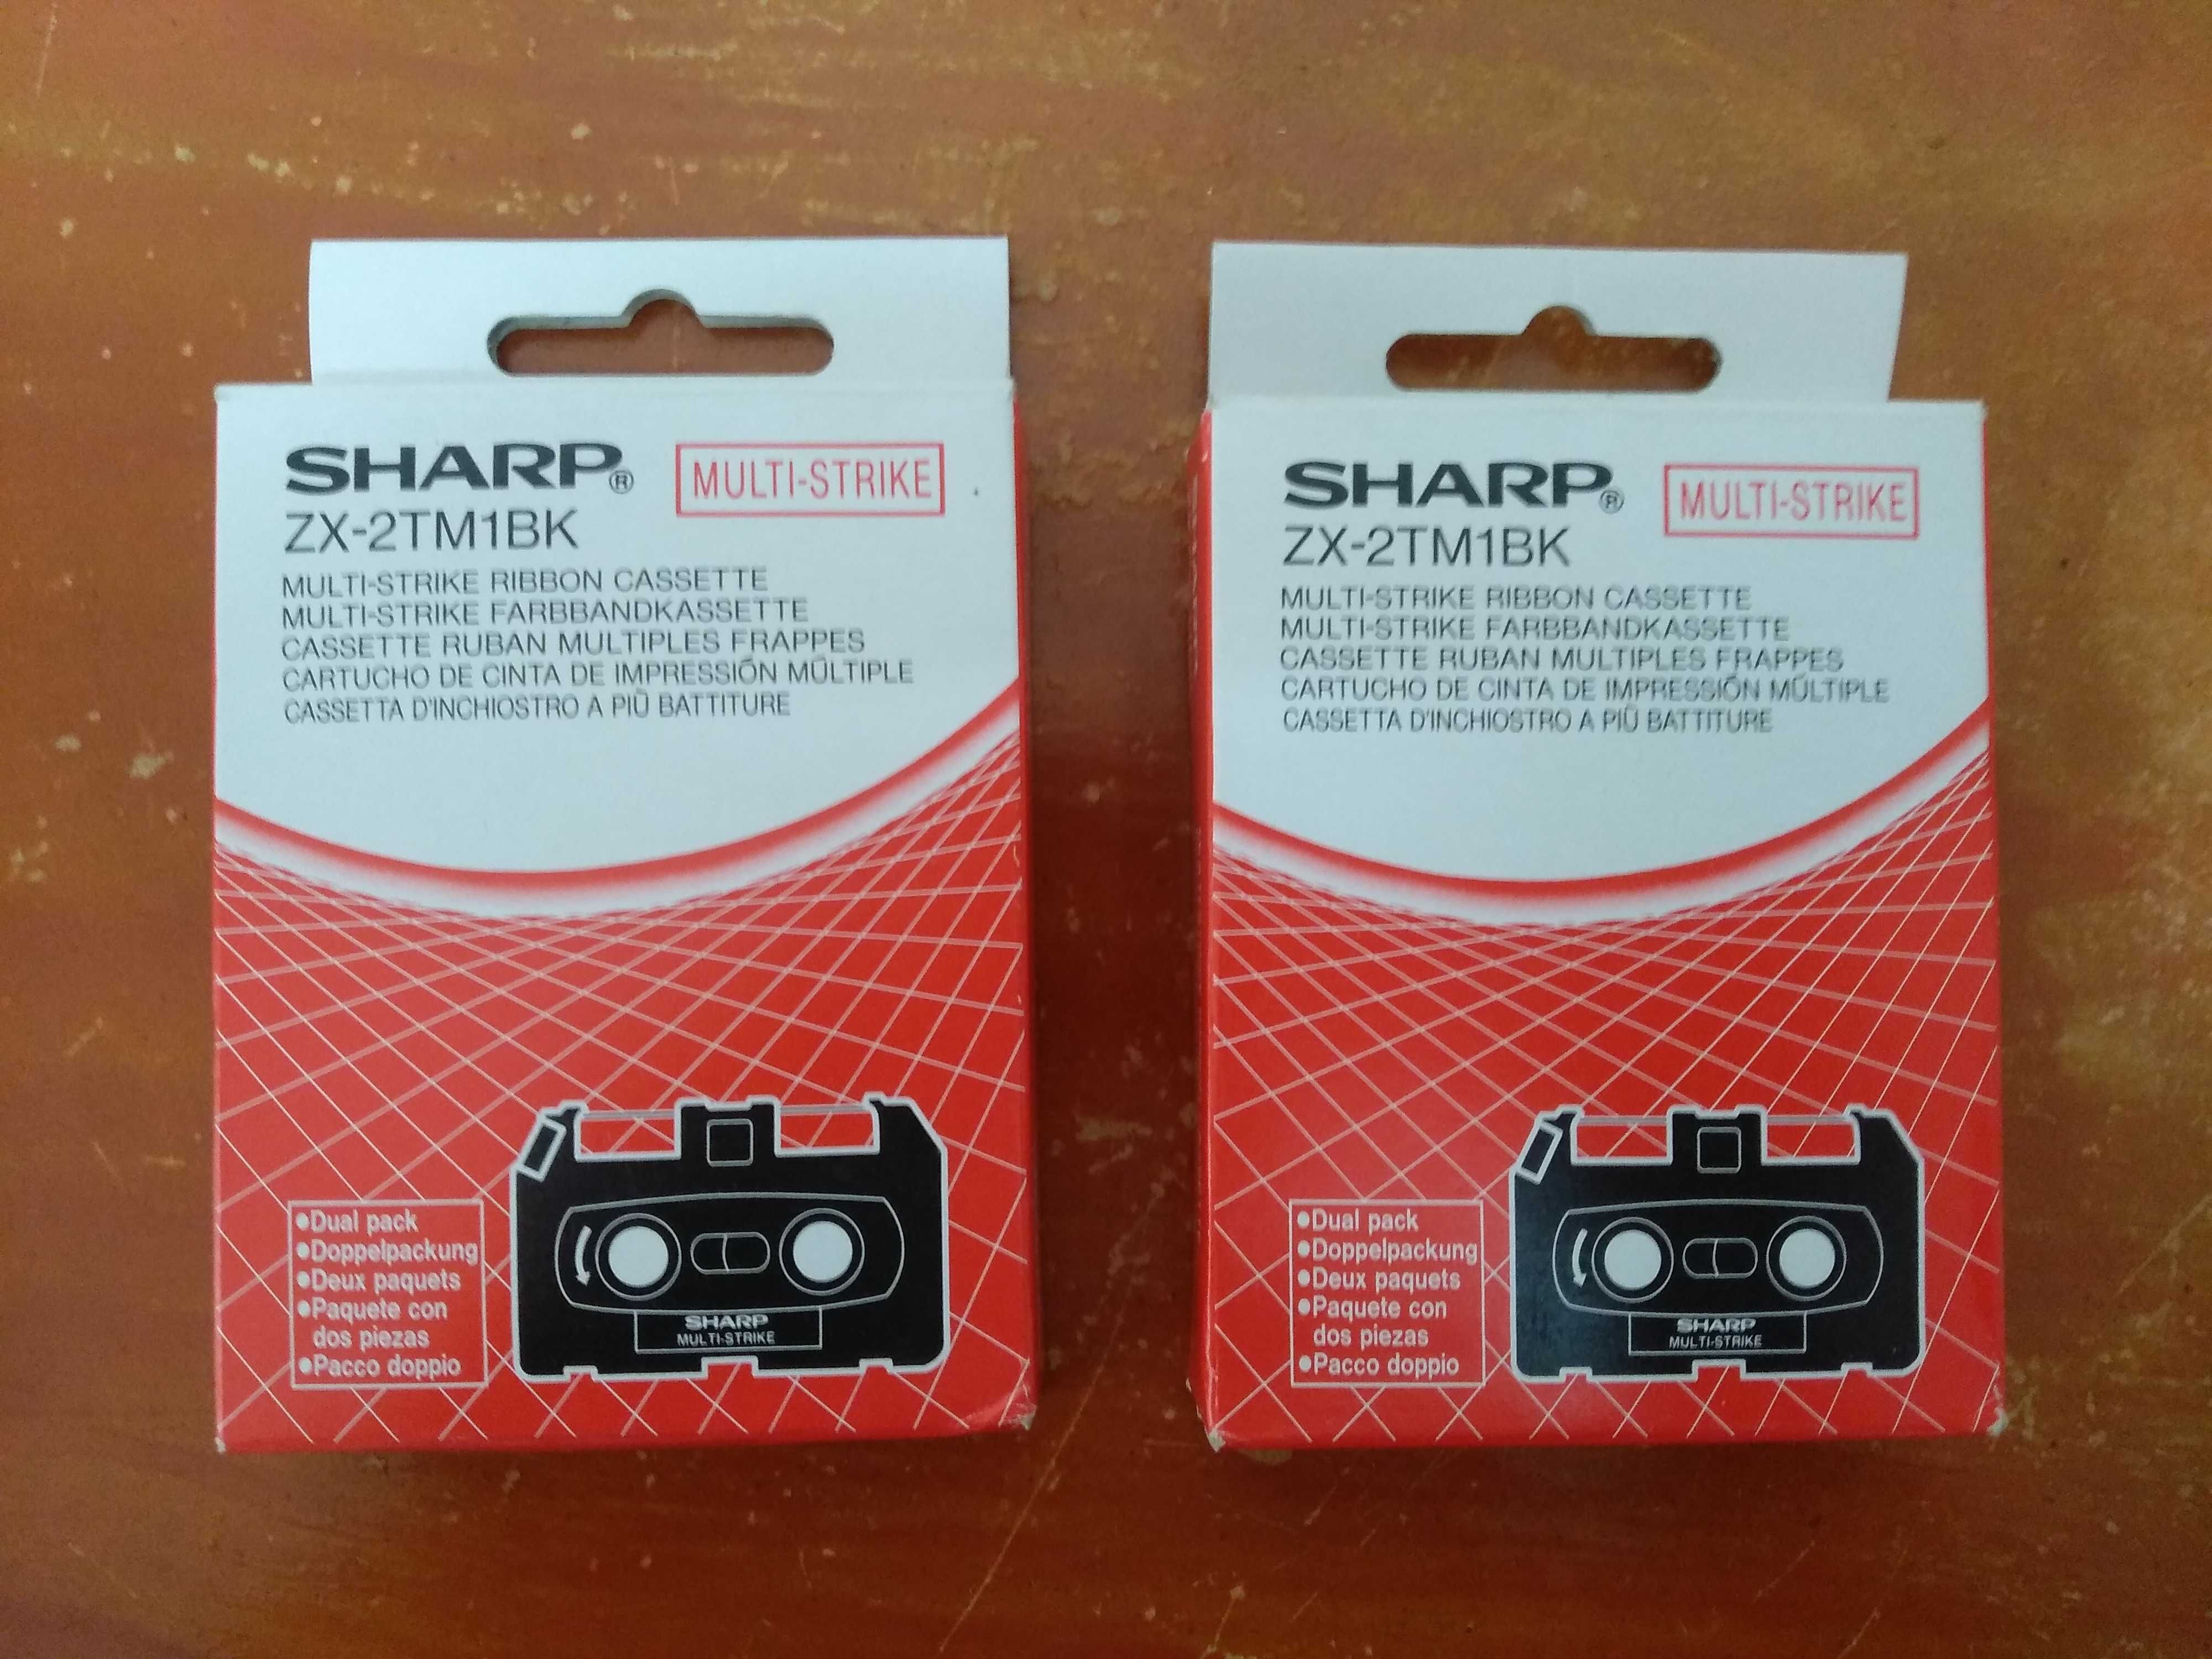 SHARP®
MULTI-STRIKE
ZX-2TM1BK
MULTI-STRIKE RIBBON CASSETTE
MULTI-STRIKE FARBBANDKASSETTE
CASSETTE RUBAN MULTIPLES FRAPPES
CARTUCHO DE CINTA DE IMPRESSIÓN MÚLTIPLE
CASSETTA D'INCHIOSTRO A PIÙ BATTITURE
●Dual pack
●Doppelpackung
●Deux paquets
●Paquete con
dos piezas
●Pacco doppio
SHARP
MULTI-STRIKE
SHARP®
MULTI-STRIKE
ZX-2TM1BK
MULTI-STRIKE RIBBON CASSETTE
MULTI-STRIKE FARBBANDKASSETTE
CASSETTE RUBAN MULTIPLES FRAPPES
CARTUCHO DE CINTA DE IMPRESSIÓN MÚLTIPLE
CASSETTA D'INCHIOSTRO A PIÙ BATTITURE
●Dual pack
●Doppelpackung
●Deux paquets
●Paquete con
dos piezas
●Pacco doppio
SHARP
MULTI-STRIKE